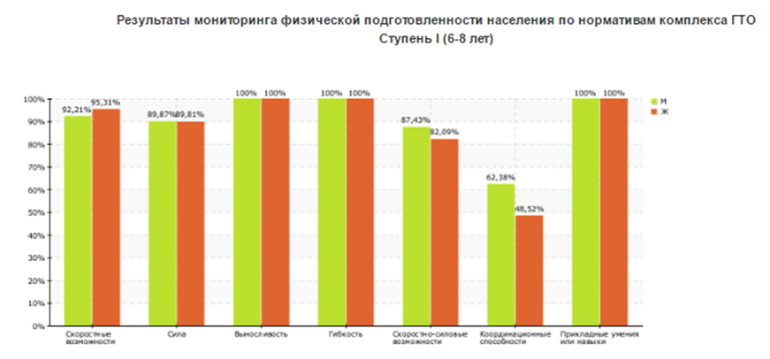 Результаты мониторинга физической подготовленности населения по нормативам комплекса ГТО
Ступень I (6-8 лет)
100%
90%
80%
70%
60%
50%
40%
30%
20%
10%
0%
92,21% 95,31%
89,87% 89,81%
100% 100%
100% 100%
87,43% 82,09%
62,38% 48,52%
100% 100%
М
Ж
Скоростные
возможности
Сила
Выносливость
Гибкость
Скоростно-силовые
возможности
Координационные
способности
Прикладные умения
или навыки